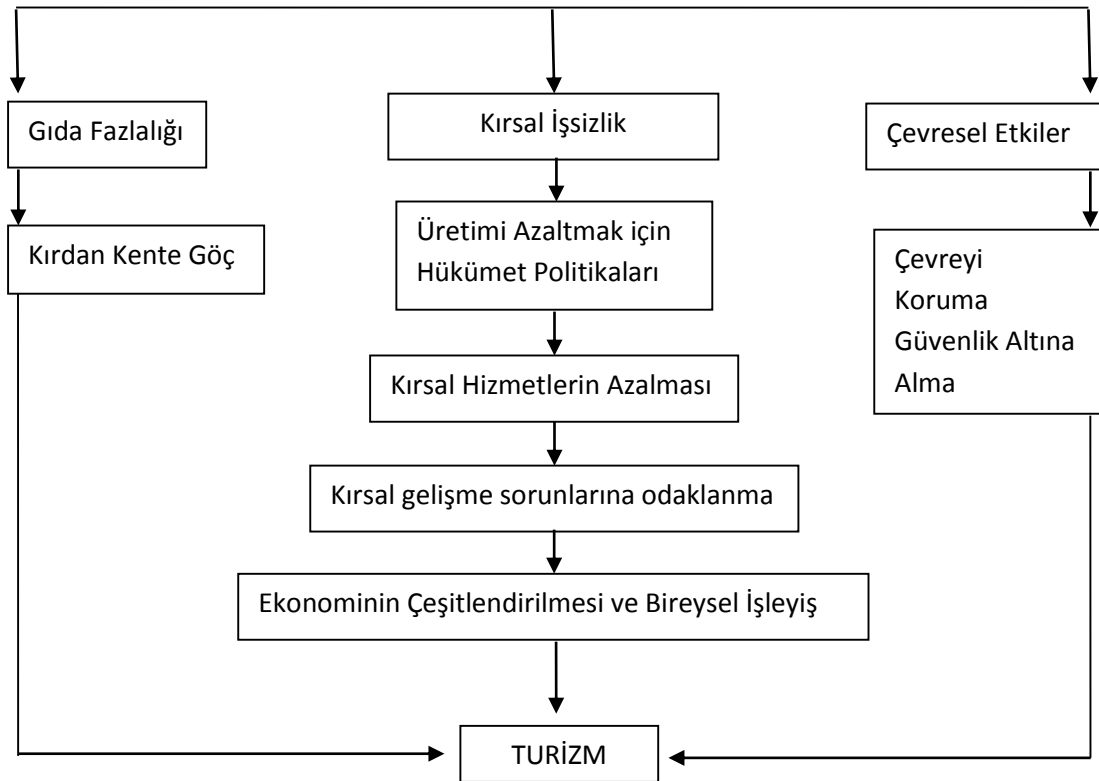 Gıda Fazlalığı
Kırsal İşsizlik
Çevresel Etkiler
Kırdan Kente Göç
Üretimi Azaltmak için
Hükümet Politikaları
Çevreyi
Koruma
Güvenlik Altına
Alma
Kırsal Hizmetlerin Azalması
Kırsal gelişme sorunlarına odaklanma
Ekonominin Çeşitlendirilmesi ve Bireysel İşleyiş
TURİZM